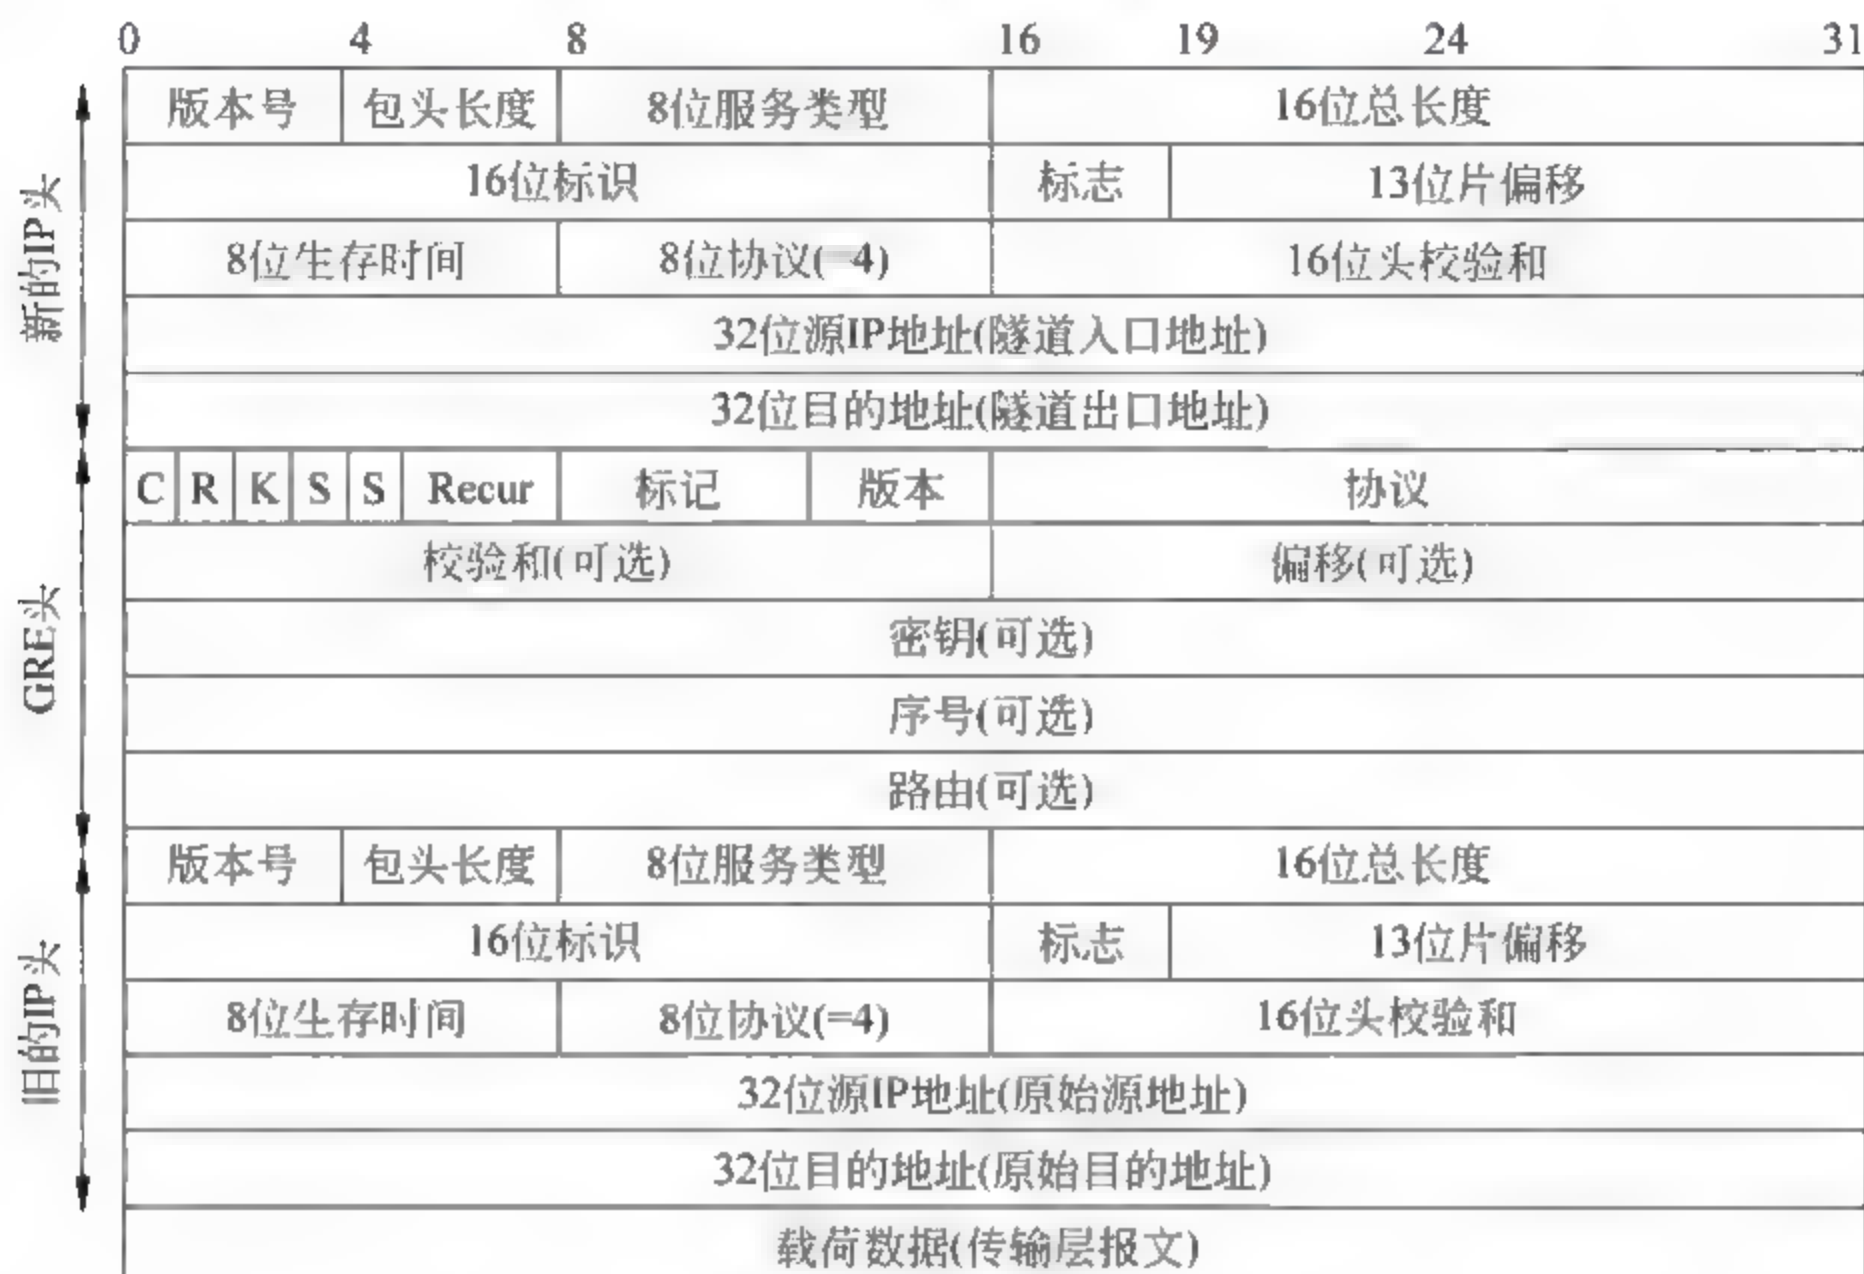 0 4 8 16 19 24 31
版本号 包头长度 8位服务类型 16位总长度
16位标识 标志 13位片偏移
8位生存时间 8位协议(=4) 16位头校验和
32位源IP地址(隧道入口地址)
32位目的地址(隧道出口地址)
新的IP头
C R K S S Recur 标记 版本 协议
校验和(可选) 偏移(可选)
密钥(可选)
序号(可选)
路由(可选)
GRE头
版本号 包头长度 8位服务类型 16位总长度
16位标识 标志 13位片偏移
8位生存时间 8位协议(=4) 16位头校验和
32位源IP地址(原始源地址)
32位目的地址(原始目的地址)
旧的IP头
载荷数据(传输层报文)